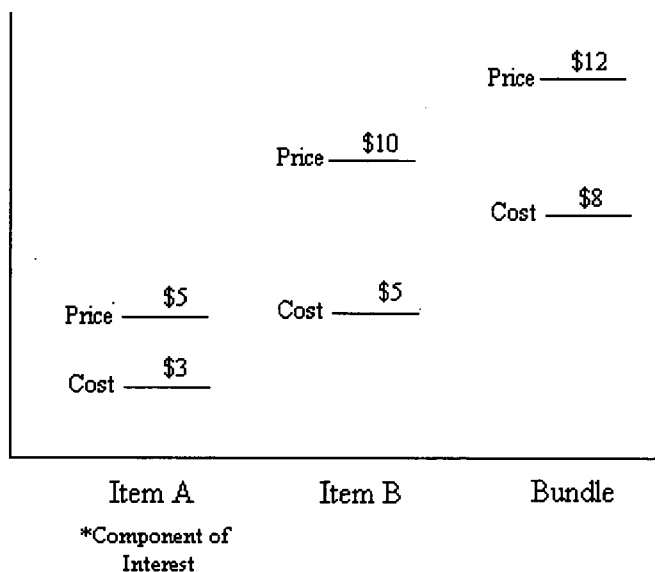 $12
Price
$10
Price
$8
Cost
$5
Price
$5
Cost
$3
Cost
Item A
Item B
Bundle
*Component of
Interest